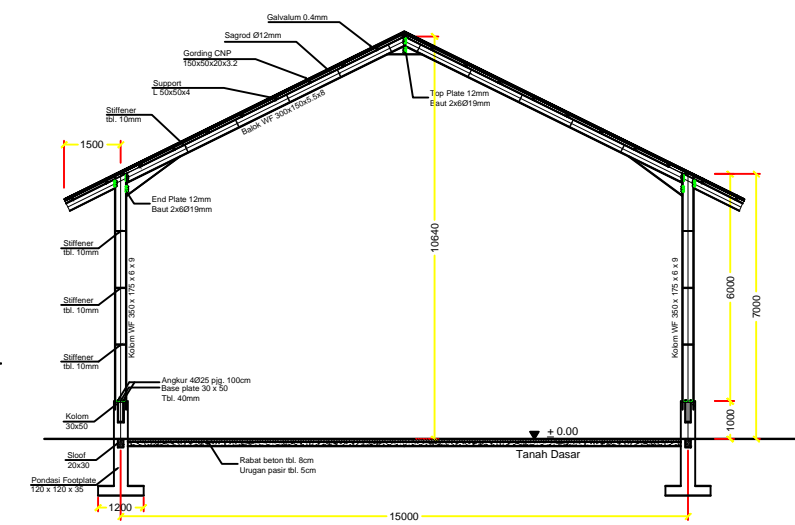 Galvalum 0.4mm
Sagrod Ø12mm
Gording CNP
150x50x20x3.2
Support
L 50x50x4
Stiffener
tbl. 10mm
Balok WF 300x150x5.5x8
Top Plate 12mm
Baut 2x6Ø19mm
1500
End Plate 12mm
Baut 2x6Ø19mm
Stiffener
tbl. 10mm
Stiffener
tbl. 10mm
Stiffener
tbl. 10mm
Kolom WF 350 x 175 x 6 x 9
10640
Kolom WF 350 x 175 x 6 x 9
6000
7000
1000
Angkur 4Ø25 pjg. 100cm
Base plate 30 x 50
Tbl. 40mm
Kolom
30x50
± 0.00
Tanah Dasar
Sloof
20x30
Rabat beton tbl. 8cm
Urugan pasir tbl. 5cm
Pondasi Footplate
120 x 120 x 35
1200
15000